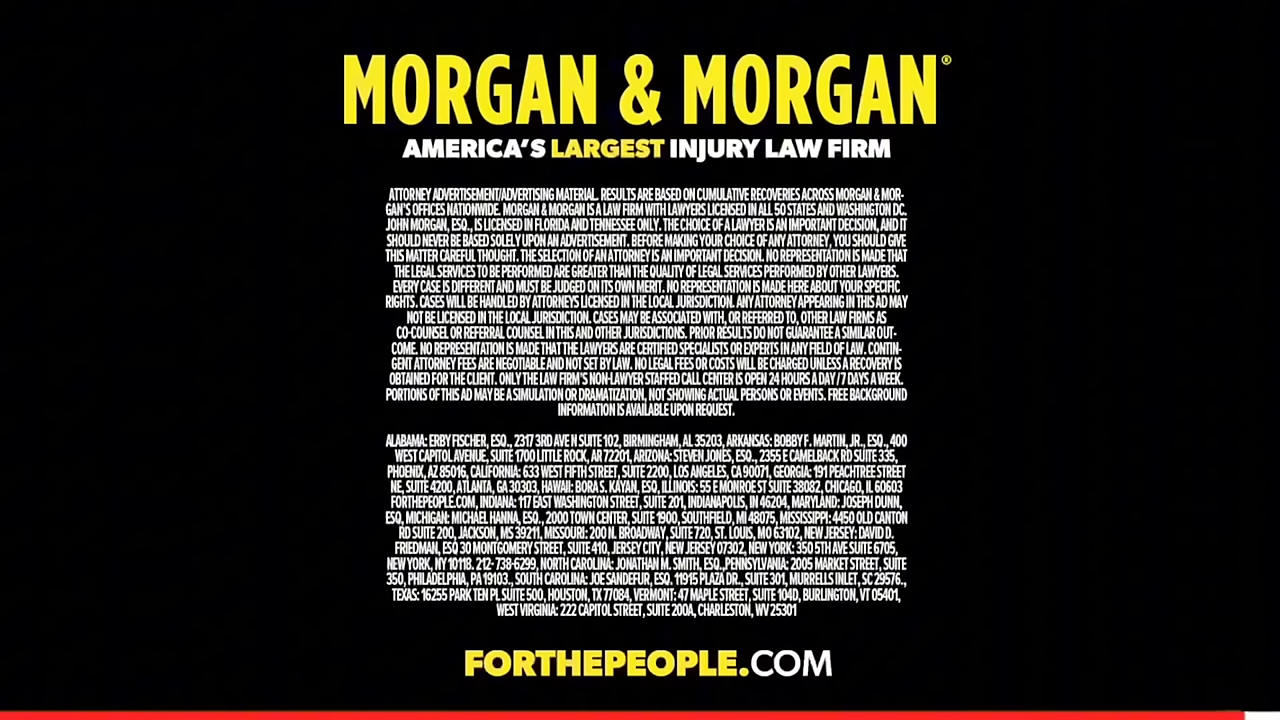 MORGAN & MORGAN®
AMERICA'S LARGEST INJURY LAW FIRM
ATTORNEY ADVERTISEMENT/ADVERTISING MATERIAL. RESULTS ARE BASED ON CUMULATIVE RECOVERIES ACROSS MORGAN & MOR-
GAN'S OFFICES NATIONWIDE. MORGAN & MORGAN IS A LAW FIRM WITH LAWYERS LICENSED IN ALL 50 STATES AND WASHINGTON DC.
JOHN MORGAN, ESQ., IS LICENSED IN FLORIDA AND TENNESSEE ONLY. THE CHOICE OF A LAWYER IS AN IMPORTANT DECISION, AND IT
SHOULD NEVER BE BASED SOLELY UPON AN ADVERTISEMENT. BEFORE MAKING YOUR CHOICE OF ANY ATTORNEY, YOU SHOULD GIVE
THIS MATTER CAREFUL THOUGHT. THE SELECTION OF AN ATTORNEY IS AN IMPORTANT DECISION. NO REPRESENTATION IS MADE THAT
THE LEGAL SERVICES TO BE PERFORMED ARE GREATER THAN THE QUALITY OF LEGAL SERVICES PERFORMED BY OTHER LAWYERS.
EVERY CASE IS DIFFERENT AND MUST BE JUDGED ON ITS OWN MERIT. NO REPRESENTATION IS MADE HERE ABOUT YOUR SPECIFIC
RIGHTS. CASES WILL BE HANDLED BY ATTORNEYS LICENSED IN THE LOCAL JURISDICTION. ANY ATTORNEY APPEARING IN THIS AD MAY
NOT BE LICENSED IN THE LOCAL JURISDICTION. CASES MAY BE ASSOCIATED WITH, OR REFERRED TO, OTHER LAW FIRMS AS
CO-COUNSEL OR REFERRAL COUNSEL IN THIS AND OTHER JURISDICTIONS. PRIOR RESULTS DO NOT GUARANTEE A SIMILAR OUT-
COME. NO REPRESENTATION IS MADE THAT THE LAWYERS ARE CERTIFIED SPECIALISTS OR EXPERTS IN ANY FIELD OF LAW. CONTIN-
GENT ATTORNEY FEES ARE NEGOTIABLE AND NOT SET BY LAW. NO LEGAL FEES OR COSTS WILL BE CHARGED UNLESS A RECOVERY IS
OBTAINED FOR THE CLIENT. ONLY THE LAW FIRM'S NON-LAWYER STAFFED CALL CENTER IS OPEN 24 HOURS A DAY / 7 DAYS A WEEK.
PORTIONS OF THIS AD MAY BE A SIMULATION OR DRAMATIZATION, NOT SHOWING ACTUAL PERSONS OR EVENTS. FREE BACKGROUND
INFORMATION IS AVAILABLE UPON REQUEST.
ALABAMA: ERBY FISCHER, ESQ., 2317 3RD AVE N SUITE 102, BIRMINGHAM, AL 35203, ARKANSAS: BOBBY F. MARTIN, JR., ESQ., 400
WEST CAPITOL AVENUE, SUITE 1700 LITTLE ROCK, AR 72201, ARIZONA: STEVEN JONES, ESQ., 2355 E CAMELBACK RD SUITE 335,
PHOENIX, AZ 85016, CALIFORNIA: 633 WEST FIFTH STREET, SUITE 2200, LOS ANGELES, CA 90071, GEORGIA: 191 PEACHTREE STREET
NE, SUITE 4200, ATLANTA, GA 30303, HAWAII: BORA S. KAYAN, ESQ, ILLINOIS: 55 E MONROE ST SUITE 38082, CHICAGO, IL 60603
FORTHEPEOPLE.COM, INDIANA: 117 EAST WASHINGTON STREET, SUITE 201, INDIANAPOLIS, IN 46204, MARYLAND: JOSEPH DUNN,
ESQ, MICHIGAN: MICHAEL HANNA, ESQ., 2000 TOWN CENTER, SUITE 1900, SOUTHFIELD, MI 48075, MISSISSIPPI: 4450 OLD CANTON
RD SUITE 200, JACKSON, MS 39211, MISSOURI: 200 N. BROADWAY, SUITE 720, ST. LOUIS, MO 63102, NEW JERSEY: DAVID D.
FRIEDMAN, ESQ 30 MONTGOMERY STREET, SUITE 410, JERSEY CITY, NEW JERSEY 07302, NEW YORK: 350 5TH AVE SUITE 6705,
NEW YORK, NY 10118. 212- 738-6299, NORTH CAROLINA: JONATHAN M. SMITH, ESQ.,PENNSYLVANIA: 2005 MARKET STREET, SUITE
350, PHILADELPHIA, PA 19103., SOUTH CAROLINA: JOE SANDEFUR, ESQ. 11915 PLAZA DR., SUITE 301, MURRELLS INLET, SC 29576.,
TEXAS: 16255 PARK TEN PL SUITE 500, HOUSTON, TX 77084, VERMONT: 47 MAPLE STREET, SUITE 104D, BURLINGTON, VT 05401,
WEST VIRGINIA: 222 CAPITOL STREET, SUITE 200A, CHARLESTON, WV 25301
FORTHEPEOPLE.COM